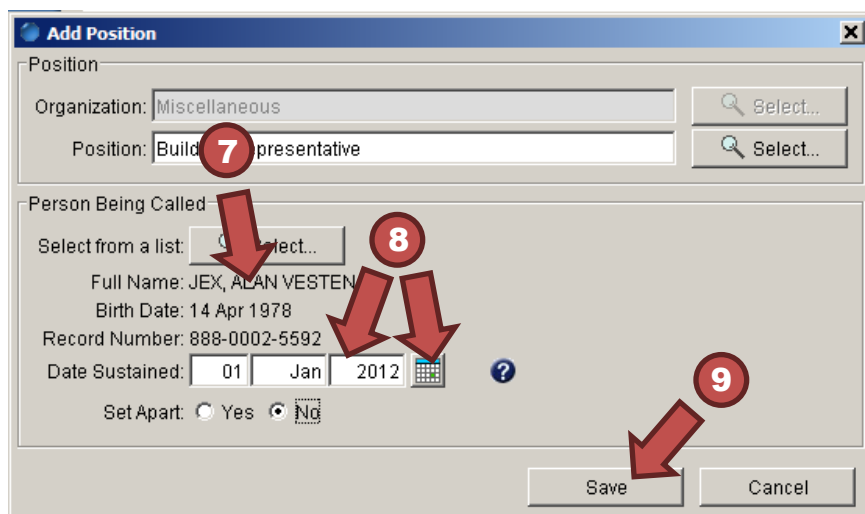 Add Position
Position
Organization: Miscellaneous Select...
7
Position: Build presentative Select...
Person Being Called
Select from a list: Select...
8
Full Name: JEX, ALAN VESTEN
Birth Date: 14 Apr 1978
Record Number: 888-0002-5592
Date Sustained: 01 Jan 2012 ?
9
Set Apart: Yes No
Save Cancel